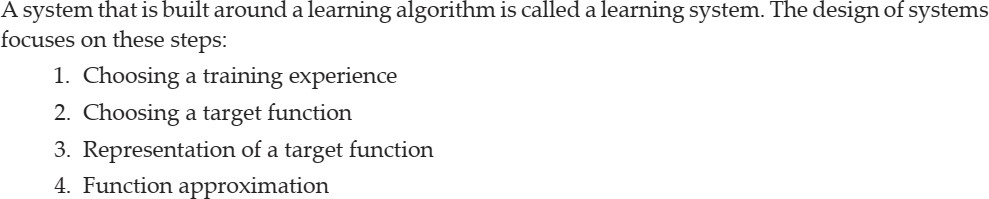 A system that is built around a learning algorithm is called a learning system. The design of systems
focuses on these steps:
1. Choosing a training experience
2. Choosing a target function
3. Representation of a target function
4. Function approximation